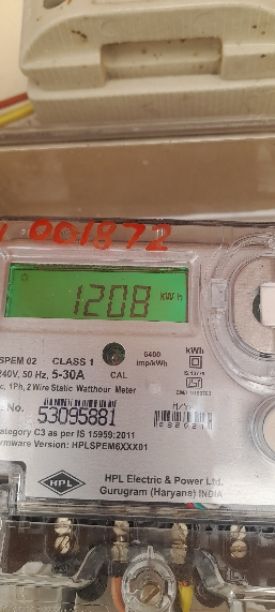 001872
1208 KWh
SPEM 02 CLASS 1 6400 imp/kWh kWh
240V, 50 Hz, 5-30A CAL
c, 1Ph, 2 Wire Static Watthour Meter
No. 53095881
ategory C3 as per IS 15959:2011
irmware Version: HPLSPEM6XXX01
HPL
HPL Electric & Power Ltd.
Gurugram (Haryana) INDIA